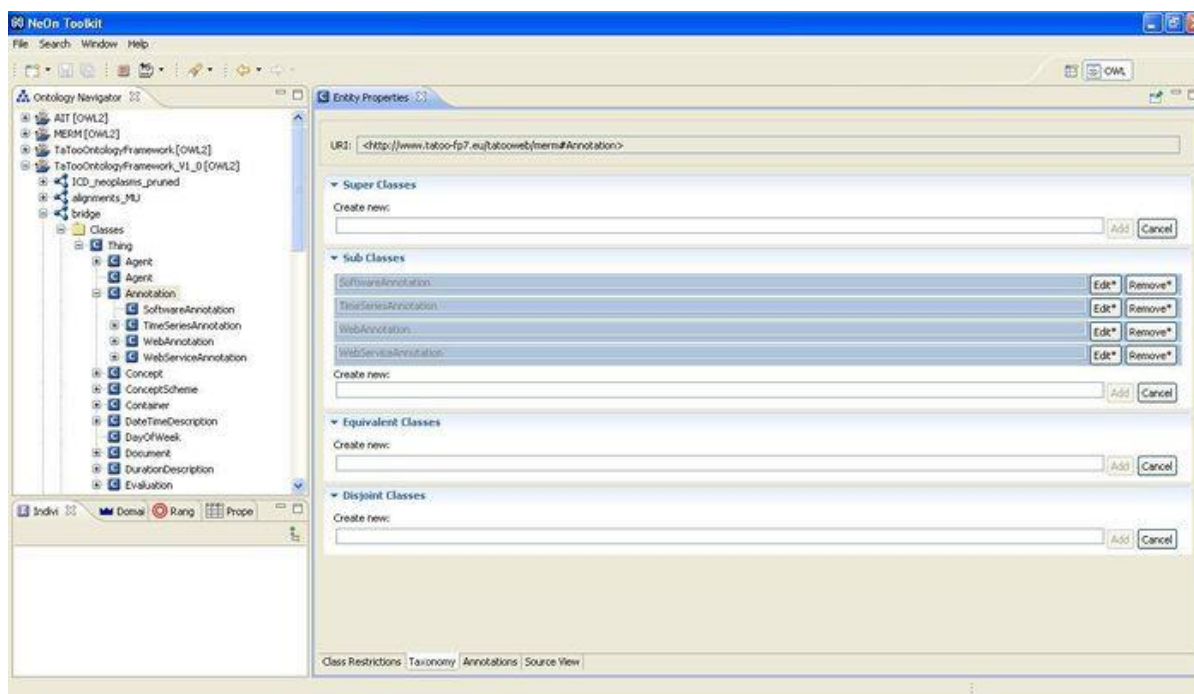 NeOn Toolkit
File Search Window Help
OWL
Ontology Navigator
AIT [OWL2]
MERM [OWL2]
TaTooOntologyFramework [OWL2]
TaTooOntologyFramework_V1_0 [OWL2]
ICD_neoplasms_pruned
alignments_MU
bridge
Classes
Thing
Agent
Agent
Annotation
SoftwareAnnotation
TimeSeriesAnnotation
WebAnnotation
WebServiceAnnotation
Concept
ConceptScheme
Container
DateTimeDescription
DayOfWeek
Document
DurationDescription
Evaluation
Indivi Domai Rang Prope
Entity Properties
URI: <http://www.tatoo-fp7.eu/tatooweb/merm#Annotation>
Super Classes
Create new:
Add Cancel
Sub Classes
SoftwareAnnotation Edit* Remove*
TimeSeriesAnnotation Edit* Remove*
WebAnnotation Edit* Remove*
WebServiceAnnotation Edit* Remove*
Create new:
Add Cancel
Equivalent Classes
Create new:
Add Cancel
Disjoint Classes
Create new:
Add Cancel
Class Restrictions Taxonomy Annotations Source View